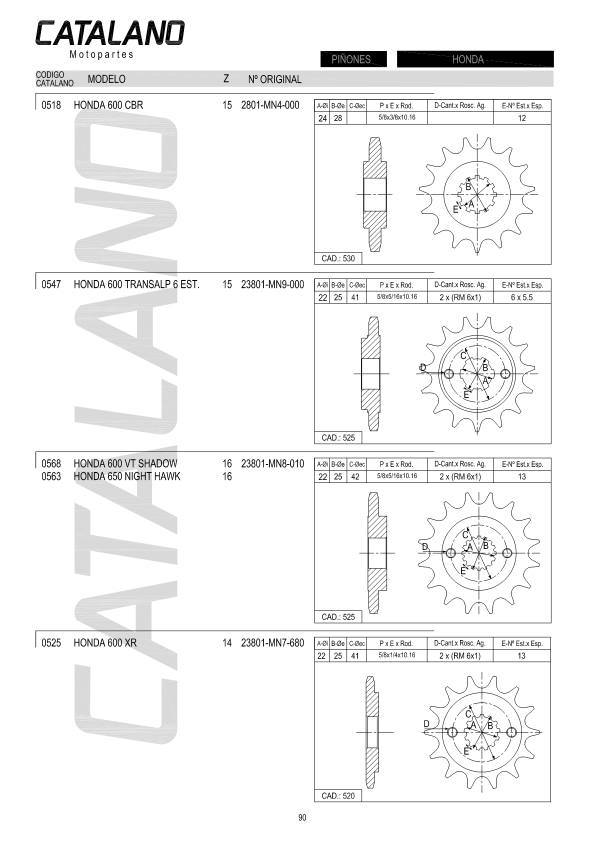 CATALANO
Motopartes
PIÑONES HONDA
CODIGO CATALANO MODELO Z Nº ORIGINAL
0518 HONDA 600 CBR 15 2801-MN4-000
A-Øi B-Øe C-Øec P x E x Rod. D-Cant.x Rosc. Ag. E-Nº Est.x Esp.
24 28 5/8x3/8x10.16 12
B
A
E
CAD.: 530
0547 HONDA 600 TRANSALP 6 EST. 15 23801-MN9-000
A-Øi B-Øe C-Øec P x E x Rod. D-Cant.x Rosc. Ag. E-Nº Est.x Esp.
22 25 41 5/8x5/16x10.16 2 x (RM 6x1) 6 x 5.5
C
D B
A
E
CAD.: 525
0568 HONDA 600 VT SHADOW 16 23801-MN8-010
0563 HONDA 650 NIGHT HAWK 16
A-Øi B-Øe C-Øec P x E x Rod. D-Cant.x Rosc. Ag. E-Nº Est.x Esp.
22 25 42 5/8x5/16x10.16 2 x (RM 6x1) 13
C
D A B
E
CAD.: 525
0525 HONDA 600 XR 14 23801-MN7-680
A-Øi B-Øe C-Øec P x E x Rod. D-Cant.x Rosc. Ag. E-Nº Est.x Esp.
22 25 41 5/8x1/4x10.16 2 x (RM 6x1) 13
C
D A B
E
CAD.: 520
CATALANO
90